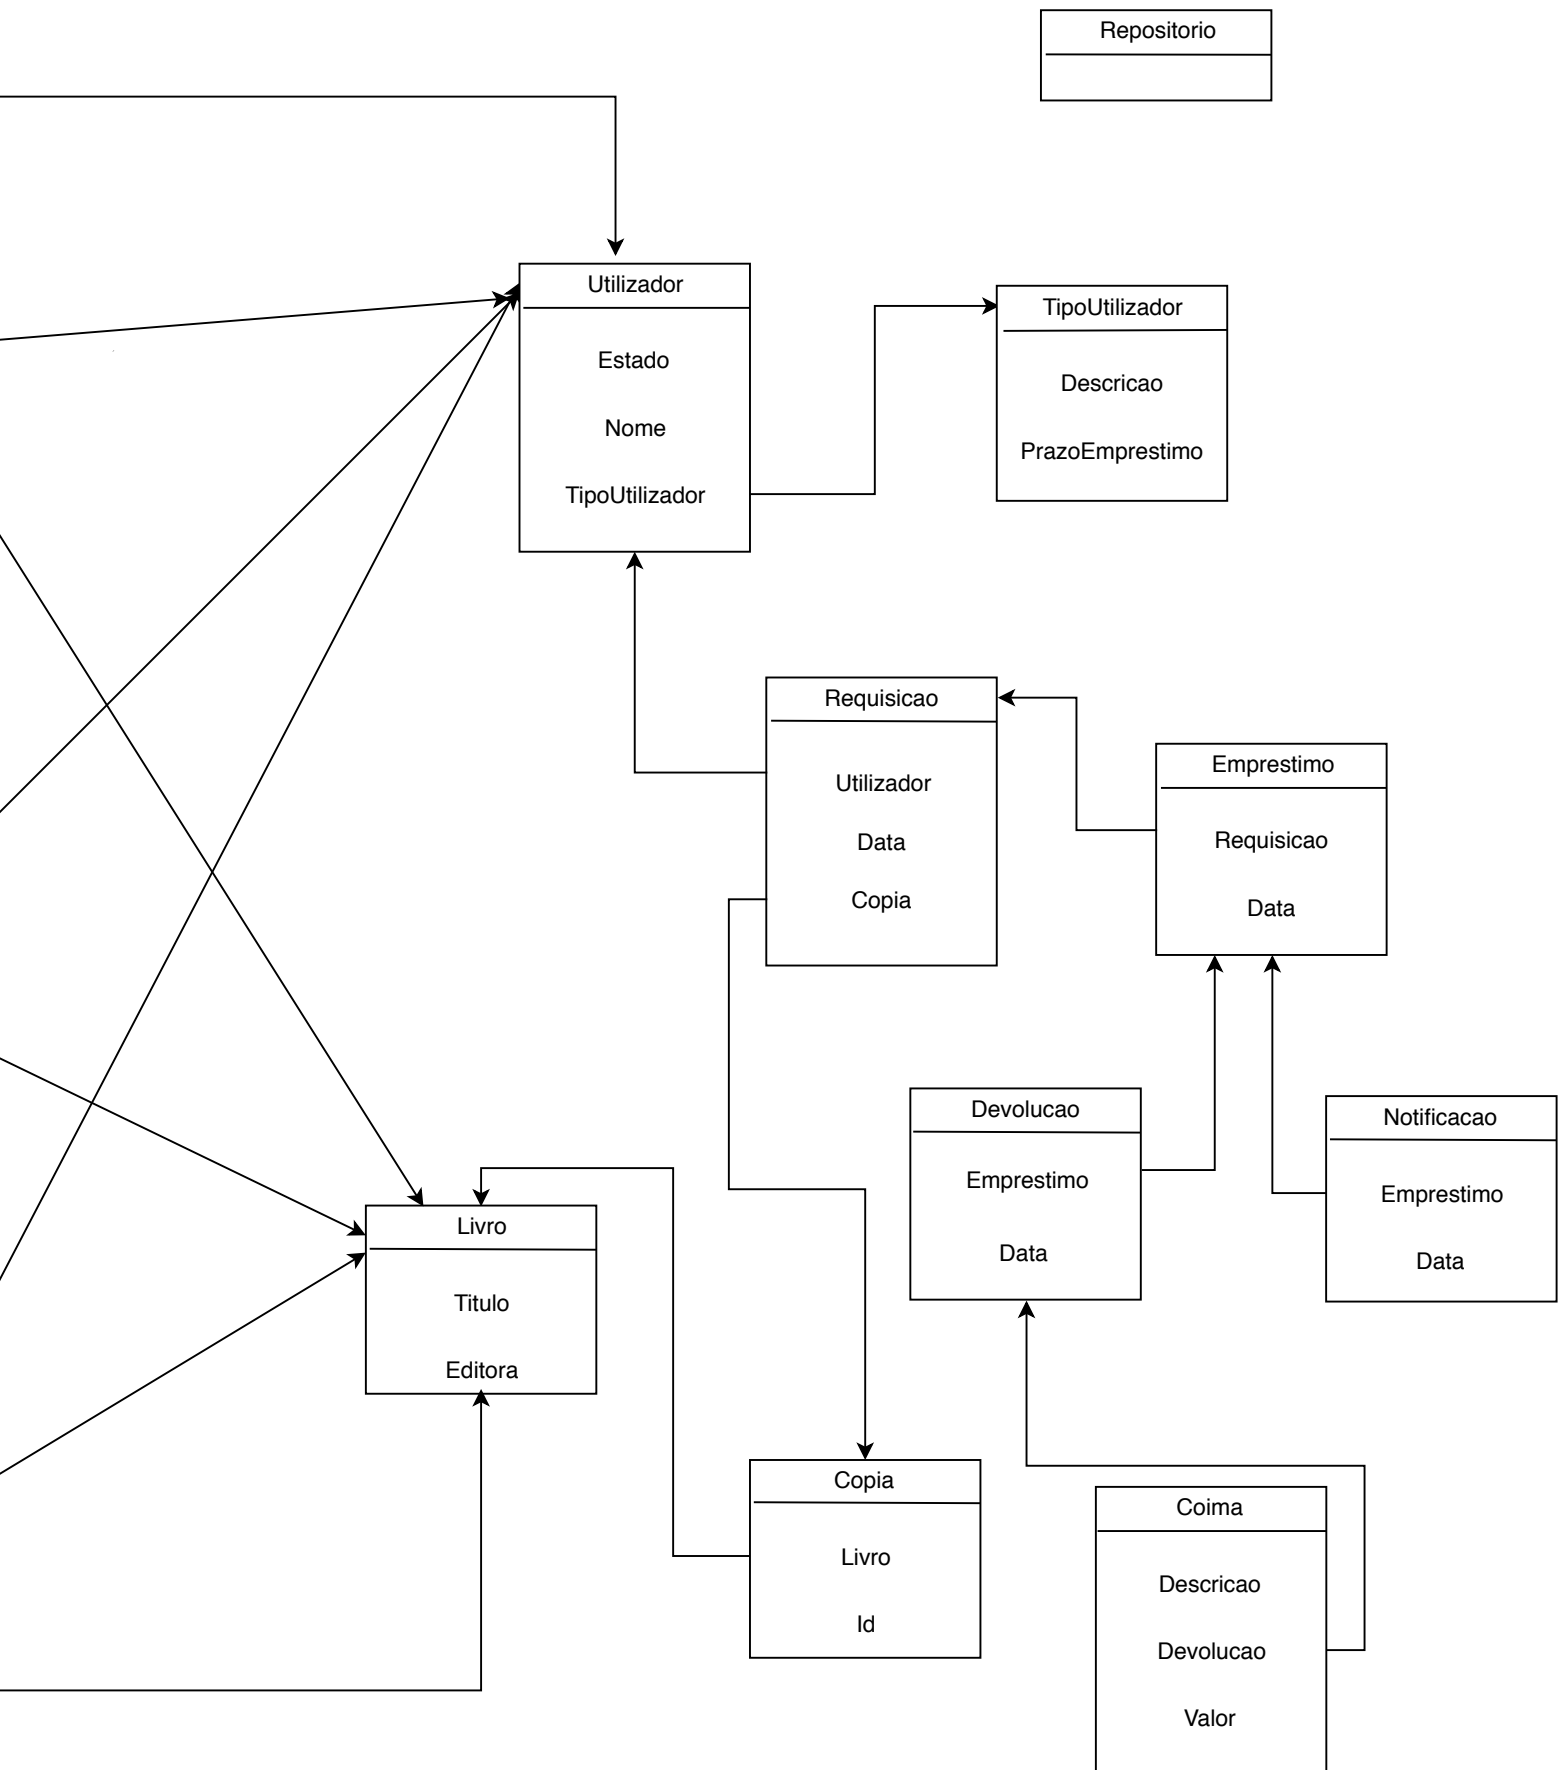 Repositorio
Utilizador
Estado
Nome
TipoUtilizador
TipoUtilizador
Descricao
PrazoEmprestimo
Requisicao
Utilizador
Data
Copia
Emprestimo
Requisicao
Data
Devolucao
Emprestimo
Data
Notificacao
Emprestimo
Data
Livro
Titulo
Editora
Copia
Livro
Id
Coima
Descricao
Devolucao
Valor